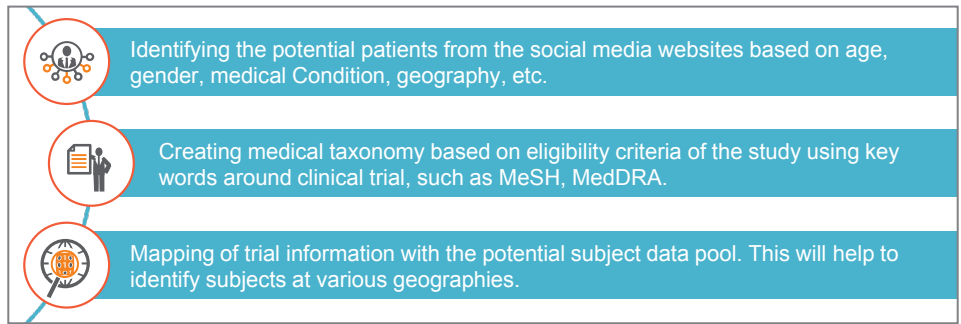 Identifying the potential patients from the social media websites based on age,
gender, medical Condition, geography, etc.
Creating medical taxonomy based on eligibility criteria of the study using key
words around clinical trial, such as MeSH, MedDRA.
Mapping of trial information with the potential subject data pool. This will help to
identify subjects at various geographies.